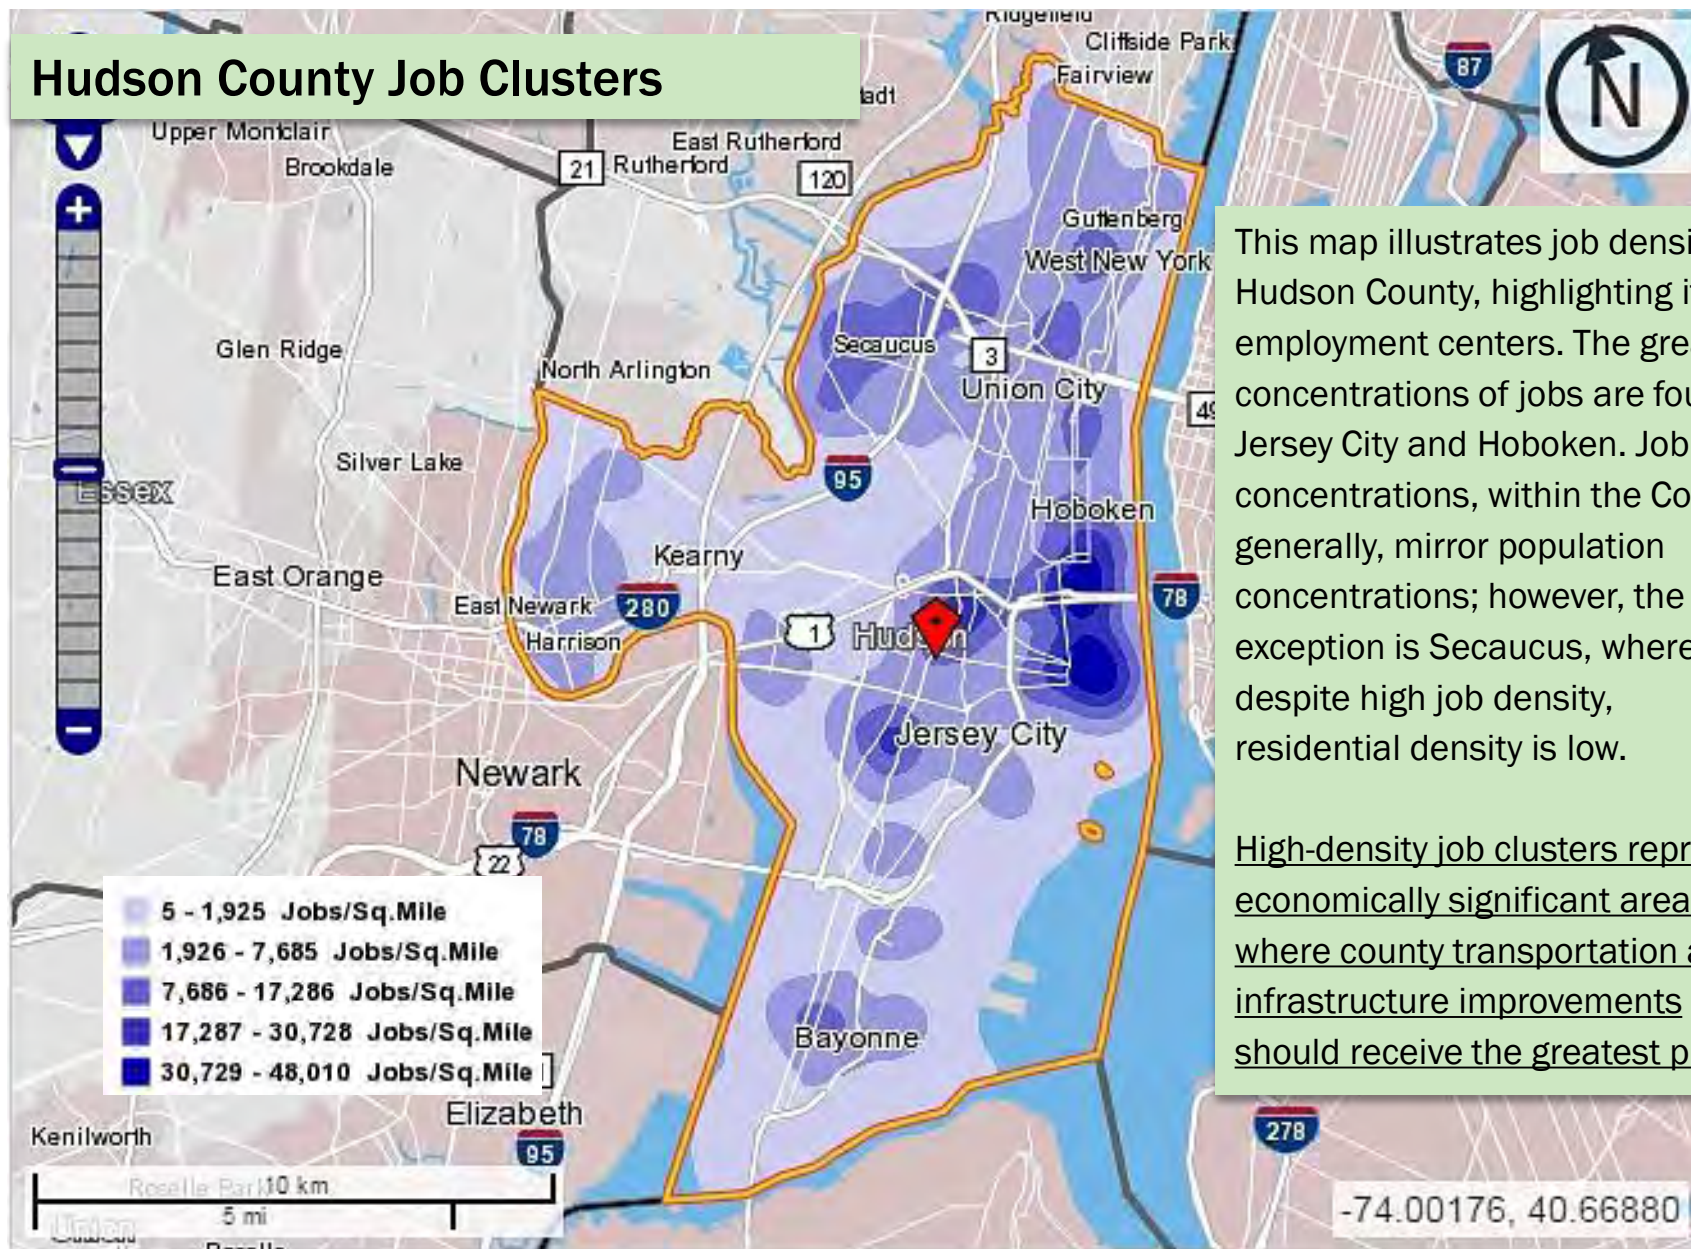 Hudson County Job Clusters
Cliffside Park
Fairview
87
N
Upper Montclair
Brookdale
21
Rutherford
East Rutherford
120
Guttenberg
West New York
Glen Ridge
North Arlington
Secaucus
3
Union City
Silver Lake
Essex
95
Hoboken
East Orange
Kearny
East Newark
280
Harrison
1
Hudson
78
Jersey City
Newark
78
22
Bayonne
Elizabeth
95
Kenilworth
278
This map illustrates job
Hudson County, highlighting
employment centers. The
concentrations of jobs are
Jersey City and Hoboken. Job
concentrations, within the
generally, mirror population
concentrations; however, the
exception is Secaucus, where
despite high job density,
residential density is low.
High-density job clusters
economically significant
where county transportation
infrastructure improvements
should receive the greatest
5 - 1,925 Jobs/Sq.Mile
1,926 - 7,685 Jobs/Sq.Mile
7,686 - 17,286 Jobs/Sq.Mile
17,287 - 30,728 Jobs/Sq.Mile
30,729 - 48,010 Jobs/Sq.Mile
Roselle Park
10 km
5 mi
Union
-74.00176, 40.66880